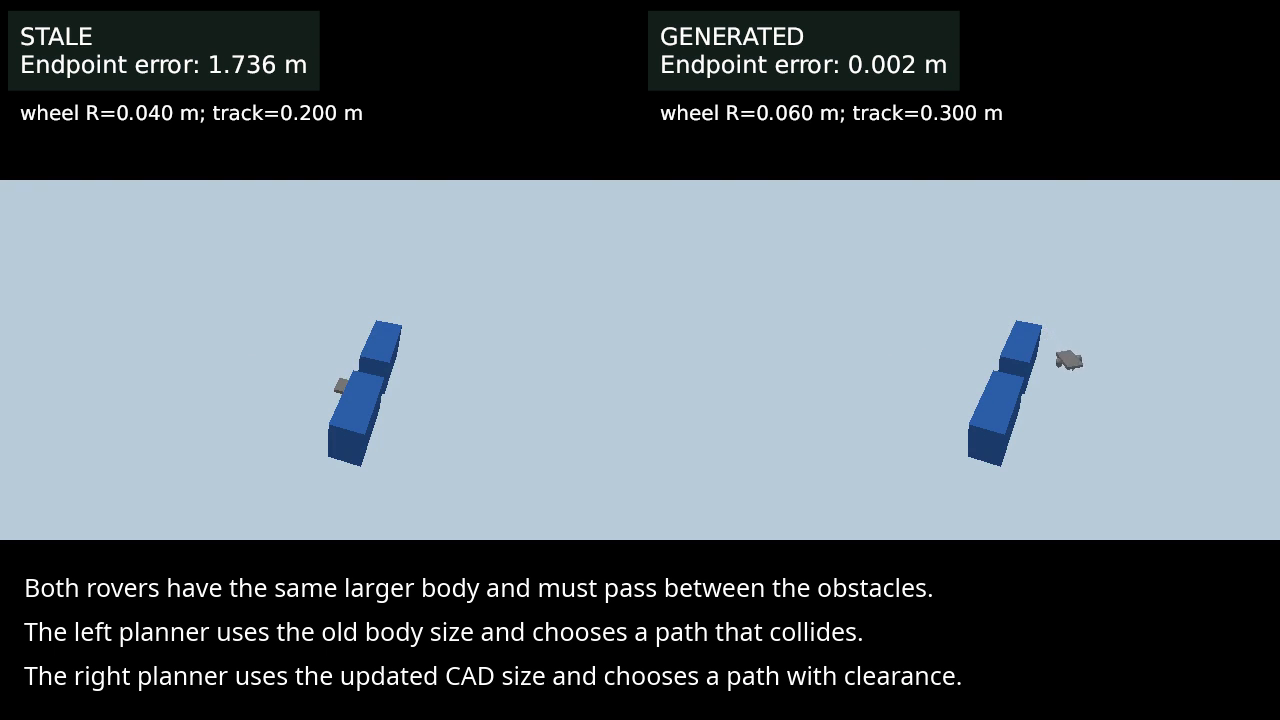 STALE
Endpoint error: 1.736 m
wheel R=0.040 m; track=0.200 m
GENERATED
Endpoint error: 0.002 m
wheel R=0.060 m; track=0.300 m
Both rovers have the same larger body and must pass between the obstacles.
The left planner uses the old body size and chooses a path that collides.
The right planner uses the updated CAD size and chooses a path with clearance.